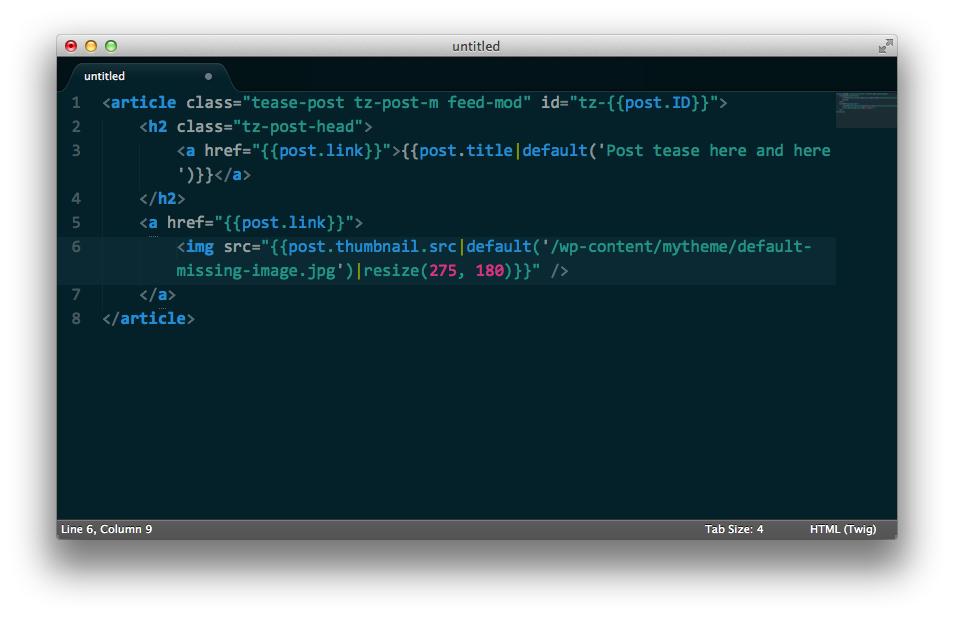 untitled
untitled
1 <article class="tease-post tz-post-m feed-mod" id="tz-{{post.ID}}">
2 <h2 class="tz-post-head">
3 <a href="{{post.link}}">{{post.title|default('Post tease here and here
')}}</a>
4 </h2>
5 <a href="{{post.link}}">
6 <img src="{{post.thumbnail.src|default('/wp-content/mytheme/default-
missing-image.jpg')|resize(275, 180)}}" />
7 </a>
8 </article>
Line 6, Column 9 Tab Size: 4 HTML (Twig)